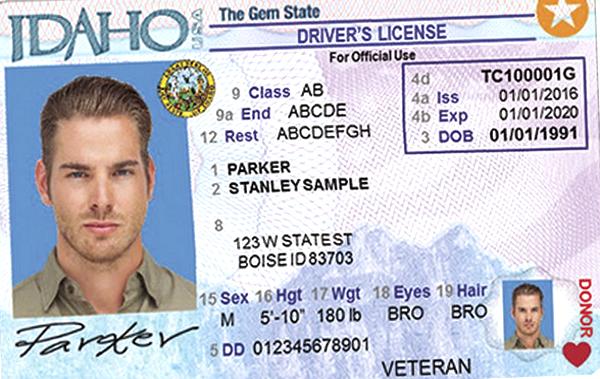 IDAHO USA
The Gem State
DRIVER'S LICENSE
For Official Use
9 Class AB
9a End ABCDE
12 Rest ABCDEFGH
4d TC100001G
4a Iss 01/01/2016
4b Exp 01/01/2020
3 DOB 01/01/1991
1 PARKER
2 STANLEY SAMPLE
8
123 W STATE ST
BOISE ID 83703
15 Sex 16 Hgt 17 Wgt 18 Eyes 19 Hair
M 5'-10" 180 lb BRO BRO
5 DD 012345678901
Parker
VETERAN
DONOR